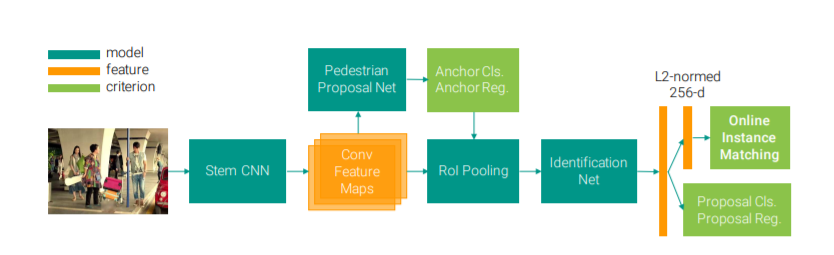 model
feature
criterion
Pedestrian
Proposal Net
Anchor Cls.
Anchor Reg.
L2-normed
256-d
Stem CNN
Conv
Feature
Maps
RoI Pooling
Identification
Net
Online
Instance
Matching
Proposal Cls.
Proposal Reg.